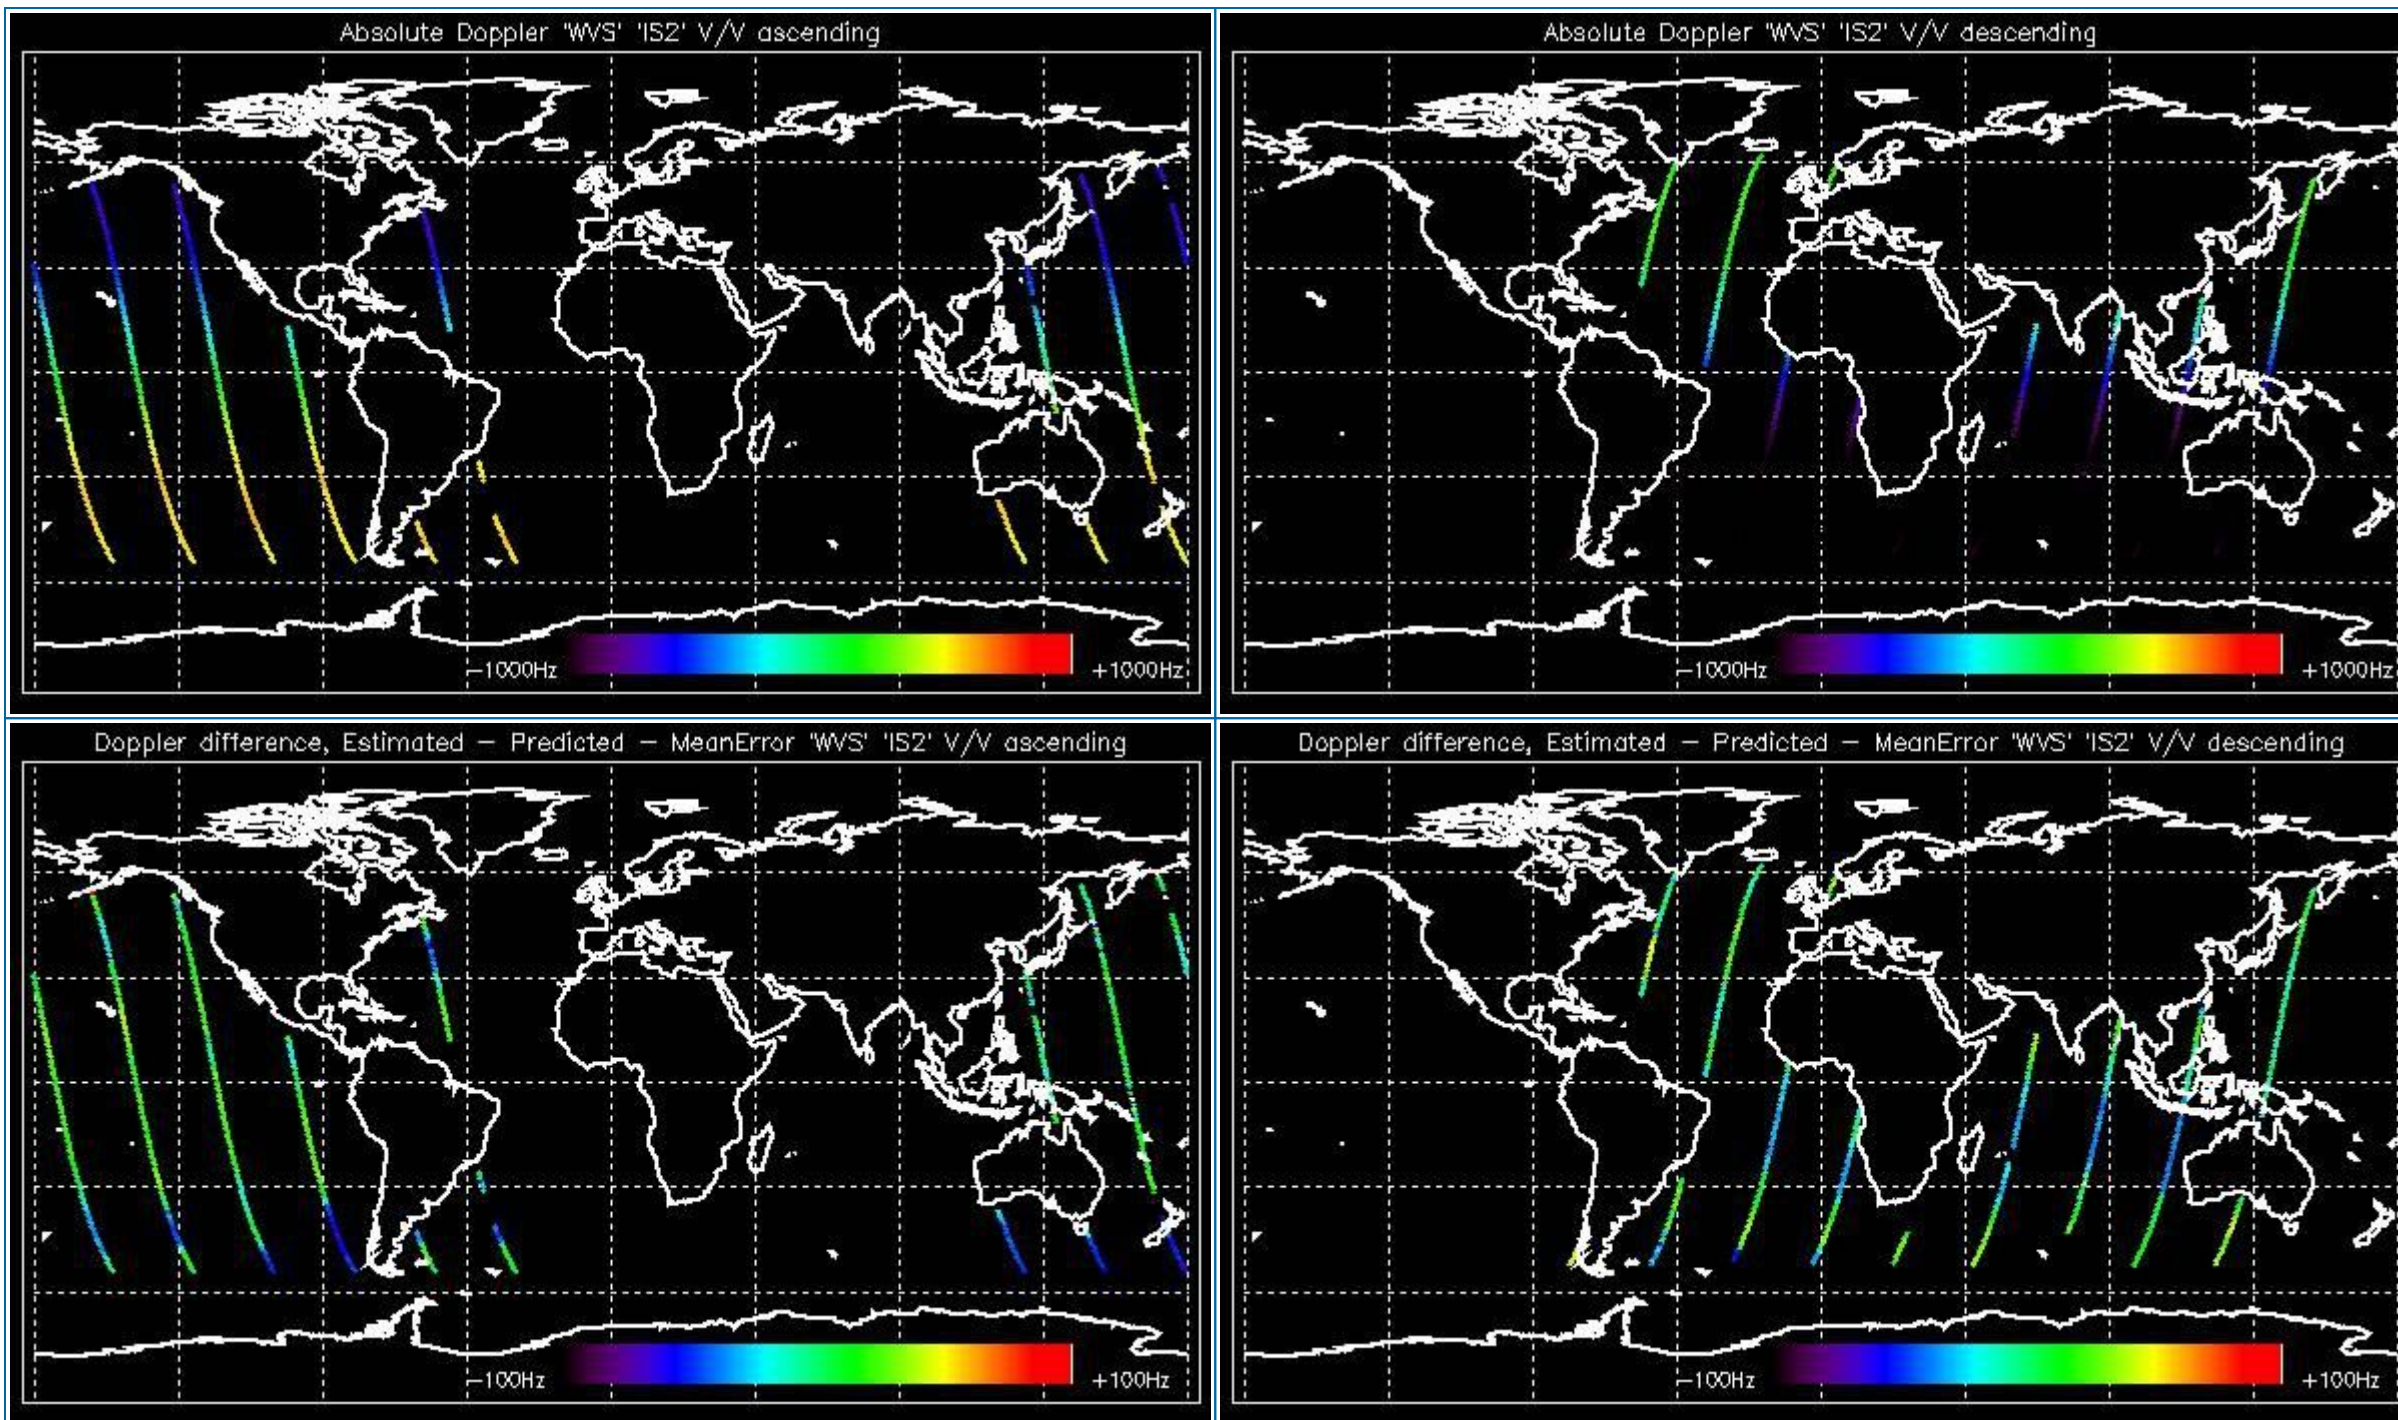 Absolute Doppler 'WVS' 'IS2' V/V ascending
-1000Hz
+1000Hz
Absolute Doppler 'WVS' 'IS2' V/V descending
-1000Hz
+1000Hz
Doppler difference, Estimated - Predicted - MeanError 'WVS' 'IS2' V/V ascending
-100Hz
+100Hz
Doppler difference, Estimated - Predicted - MeanError 'WVS' 'IS2' V/V descending
-100Hz
+100Hz